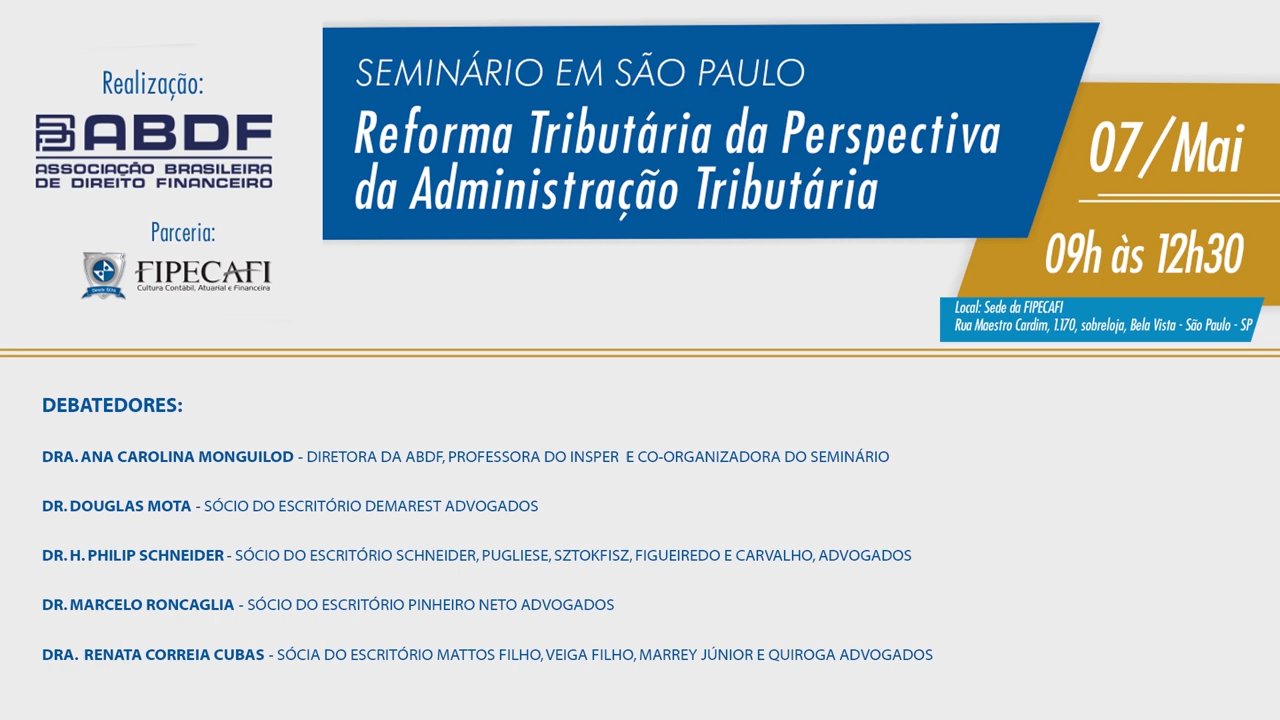 Realização:
ABDF
ASSOCIAÇÃO BRASILEIRA
DE DIREITO FINANCEIRO
Parceria:
FIPECAFI
Cultura Contábil, Atuarial e Financeira
Desde 1974
SEMINÁRIO EM SÃO PAULO
Reforma Tributária da Perspectiva
da Administração Tributária
07/Mai
09h às 12h30
Local: Sede da FIPECAFI
Rua Maestro Cardim, 1.170, sobreloja, Bela Vista - São Paulo - SP
DEBATEDORES:
DRA. ANA CAROLINA MONGUILOD - DIRETORA DA ABDF, PROFESSORA DO INSPER E CO-ORGANIZADORA DO SEMINÁRIO
DR. DOUGLAS MOTA - SÓCIO DO ESCRITÓRIO DEMAREST ADVOGADOS
DR. H. PHILIP SCHNEIDER - SÓCIO DO ESCRITÓRIO SCHNEIDER, PUGLIESE, SZTOKFISZ, FIGUEIREDO E CARVALHO, ADVOGADOS
DR. MARCELO RONCAGLIA - SÓCIO DO ESCRITÓRIO PINHEIRO NETO ADVOGADOS
DRA. RENATA CORREIA CUBAS - SÓCIA DO ESCRITÓRIO MATTOS FILHO, VEIGA FILHO, MARREY JÚNIOR E QUIROGA ADVOGADOS